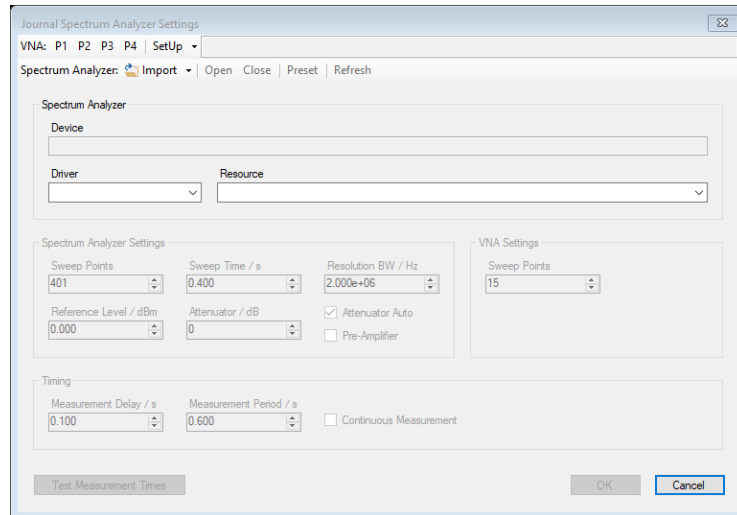 Journal Spectrum Analyzer Settings
VNA: P1 P2 P3 P4 SetUp
Spectrum Analyzer: Import Open Close Preset Refresh
Spectrum Analyzer
Device
Driver Resource
Spectrum Analyzer Settings VNA Settings
Sweep Points Sweep Time / s Resolution BW / Hz Sweep Points
401 0.400 2.000e+06 15
Reference Level / dBm Attenuator / dB Attenuator Auto
0.000 0 Pre-Amplifier
Timing
Measurement Delay / s Measurement Period / s
0.100 0.600 Continuous Measurement
Test Measurement Times OK Cancel